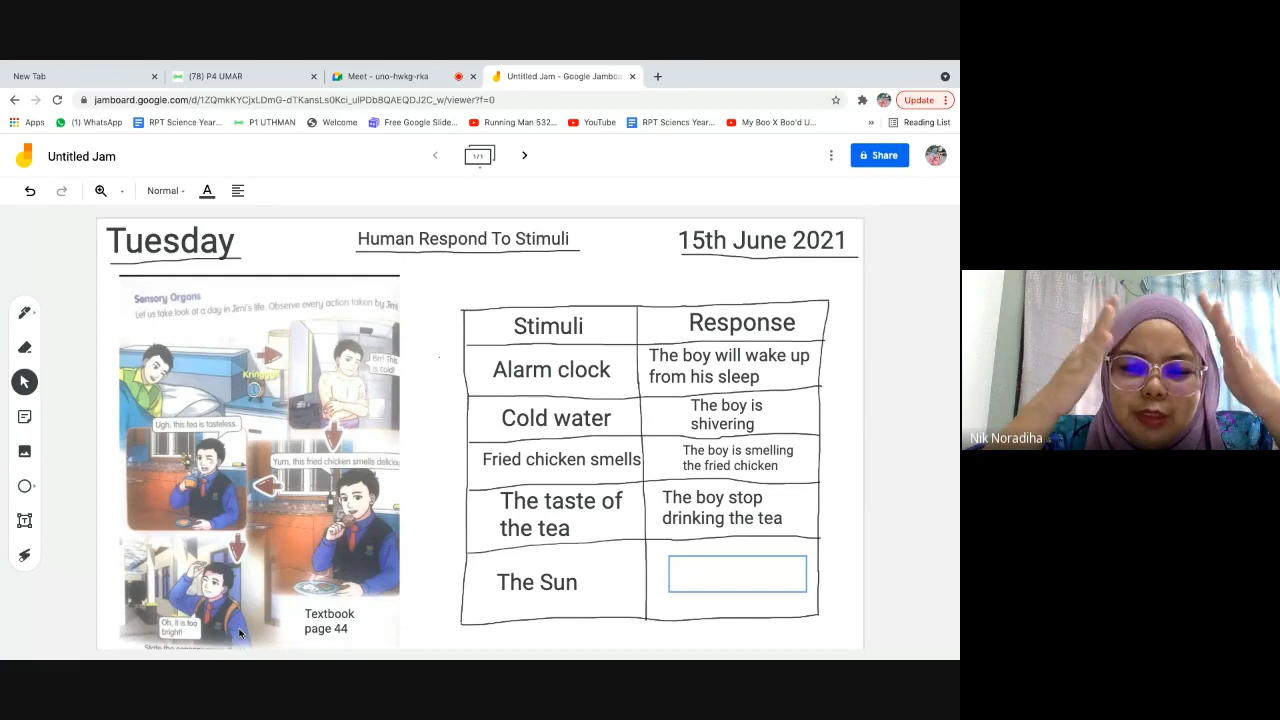 New Tab
(78) P4 UMAR
Meet - uno-hwkg-rka
Untitled Jam - Google Jamboa
jamboard.google.com/d/1ZQmkKYCjxLDmG-dTKansLs0Kci_ulPDb8QAEQDJ2C_w/viewer?f=0
Update
Apps
(1) WhatsApp
RPT Science Year...
P1 UTHMAN
Welcome
Free Google Slide...
Running Man 532...
YouTube
RPT Sciencs Year...
My Boo X Boo'd U...
»
Reading List
Untitled Jam
1/1
Share
Normal
A
Tuesday
Human Respond To Stimuli
15th June 2021
Sensory Organs
Let us take look at a day in Jimi's life. Observe every action taken by Jimi
Kringgg
Brr! This
is cold!
Ugh, this tea is tasteless.
Yum, this fried chicken smells delicio
Oh, it is too
bright!
Textbook
page 44
Stimuli
Response
Alarm clock
The boy will wake up
from his sleep
Cold water
The boy is
shivering
Fried chicken smells
The boy is smelling
the fried chicken
The taste of
the tea
The boy stop
drinking the tea
The Sun
Nik Noradiha